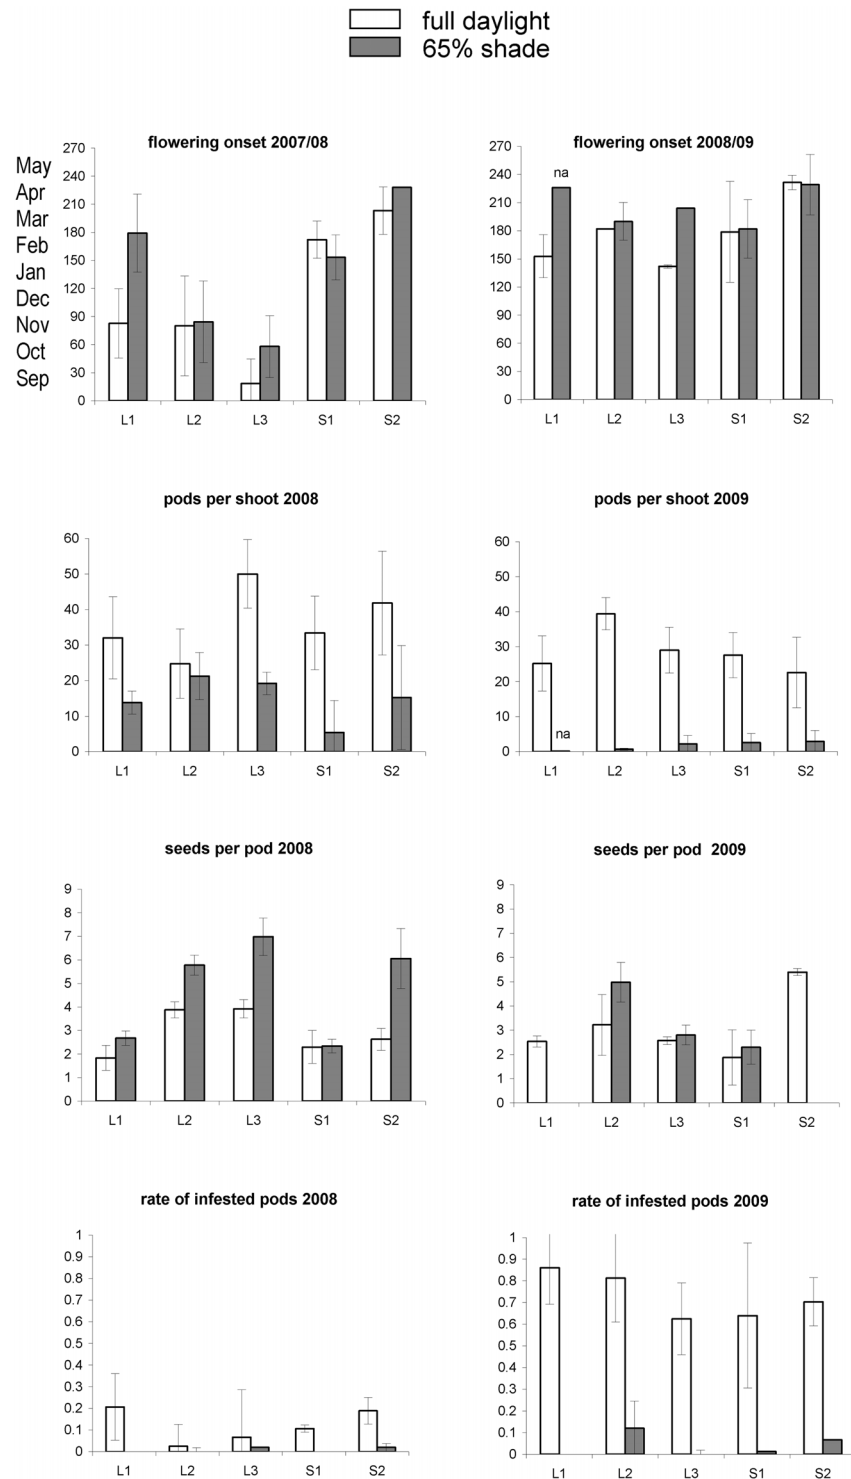 full daylight
65% shade
flowering onset 2007/08
270
240
210
180
150
120
90
60
30
0
May
Apr
Mar
Feb
Jan
Dec
Nov
Oct
Sep
L1 L2 L3 S1 S2
flowering onset 2008/09
270
240
210
180
150
120
90
60
30
0
na
L1 L2 L3 S1 S2
pods per shoot 2008
60
50
40
30
20
10
0
L1 L2 L3 S1 S2
pods per shoot 2009
60
50
40
30
20
10
0
na
L1 L2 L3 S1 S2
seeds per pod 2008
9
8
7
6
5
4
3
2
1
0
L1 L2 L3 S1 S2
seeds per pod 2009
9
8
7
6
5
4
3
2
1
0
L1 L2 L3 S1 S2
rate of infested pods 2008
1
0.9
0.8
0.7
0.6
0.5
0.4
0.3
0.2
0.1
0
L1 L2 L3 S1 S2
rate of infested pods 2009
1
0.9
0.8
0.7
0.6
0.5
0.4
0.3
0.2
0.1
0
L1 L2 L3 S1 S2